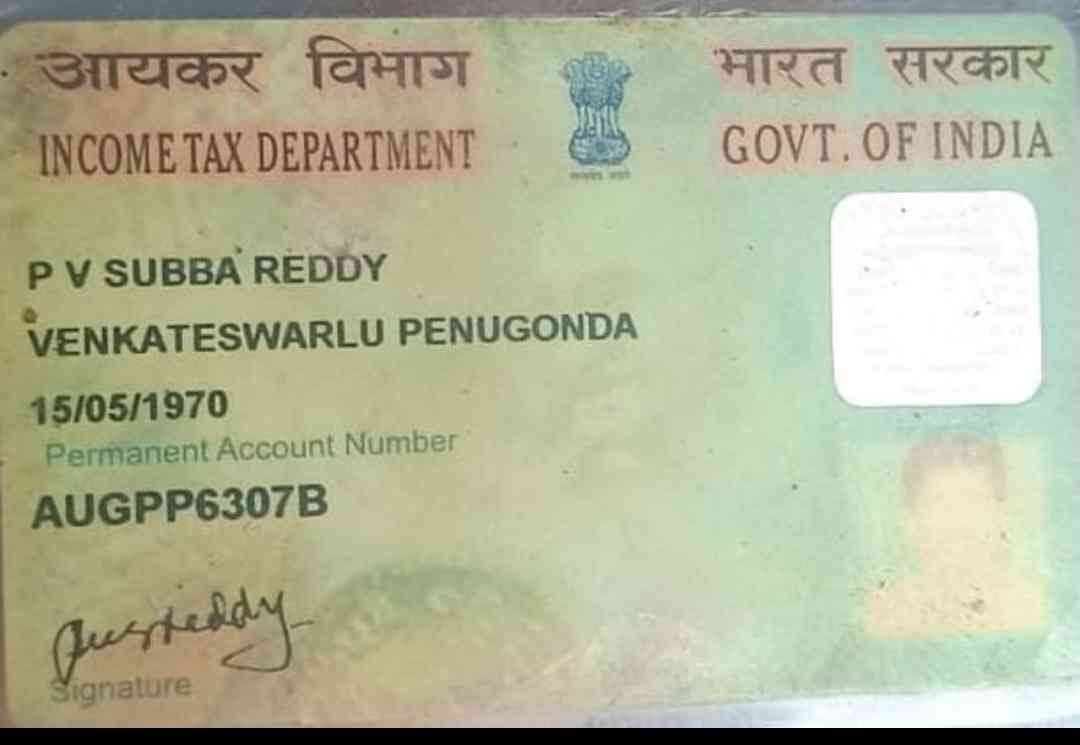 आयकर विभाग
भारत सरकार
INCOME TAX DEPARTMENT
GOVT. OF INDIA
P V SUBBA REDDY
VENKATESWARLU PENUGONDA
15/05/1970
Permanent Account Number
AUGPP6307B
Signature